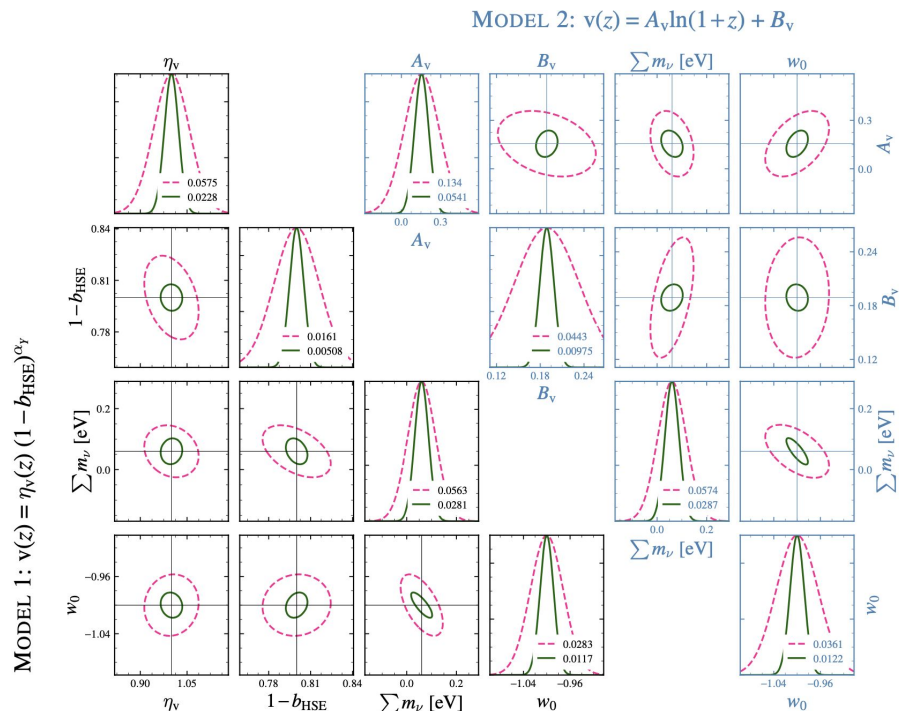 MODEL 2: v(z) = A_v ln(1+z) + B_v
η_v
A_v
B_v
∑ m_ν [eV]
w_0
0.0575
0.0228
0.134
0.0541
0.3
0.0
A_v
0.0 0.3
A_v
0.84
0.81
0.78
1−b_HSE
0.0161
0.00508
0.0443
0.00975
0.26
0.18
0.12
B_v
0.12 0.19 0.24
B_v
0.2
0.0
∑ m_ν [eV]
0.0563
0.0281
0.0574
0.0287
0.2
0.0
∑ m_ν [eV]
0.0 0.2
∑ m_ν [eV]
−0.96
−1.04
w_0
0.0283
0.0117
0.0361
0.0122
w_0
0.90 1.05
η_v
0.78 0.81 0.84
1−b_HSE
0.0 0.2
∑ m_ν [eV]
−1.04 −0.96
w_0
−1.04 −0.96
w_0
MODEL 1: v(z) = η_v(z) (1−b_HSE)^α_Y